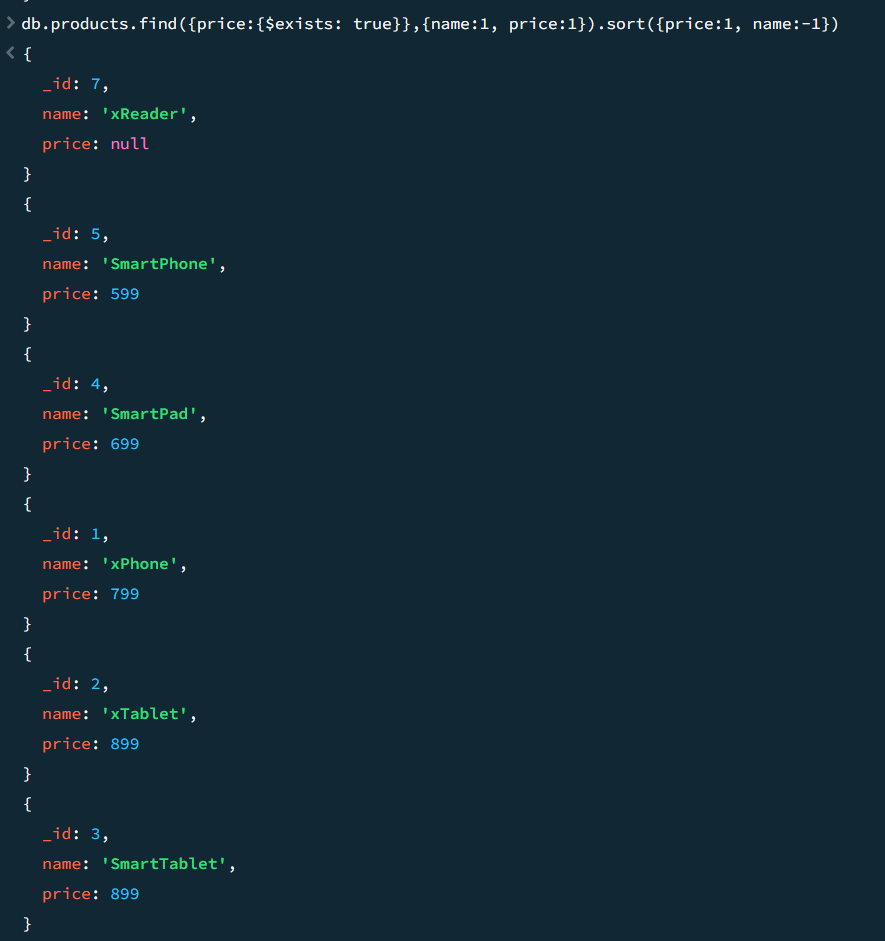 db.products.find({price:{$exists: true}},{name:1, price:1}).sort({price:1, name:-1})
{
_id: 7,
name: 'xReader',
price: null
}
{
_id: 5,
name: 'SmartPhone',
price: 599
}
{
_id: 4,
name: 'SmartPad',
price: 699
}
{
_id: 1,
name: 'xPhone',
price: 799
}
{
_id: 2,
name: 'xTablet',
price: 899
}
{
_id: 3,
name: 'SmartTablet',
price: 899
}